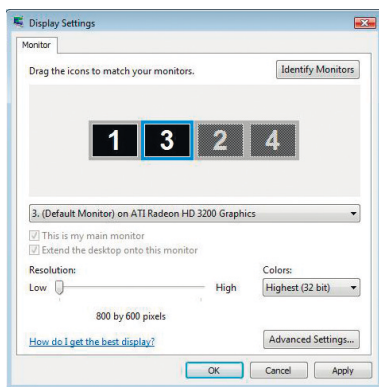 Display Settings
Monitor
Drag the icons to match your monitors.
Identify Monitors
1 3 2 4
3. (Default Monitor) on ATI Radeon HD 3200 Graphics
This is my main monitor
Extend the desktop onto this monitor
Resolution:
Colors:
Low
High
Highest (32 bit)
800 by 600 pixels
How do I get the best display?
Advanced Settings...
OK
Cancel
Apply